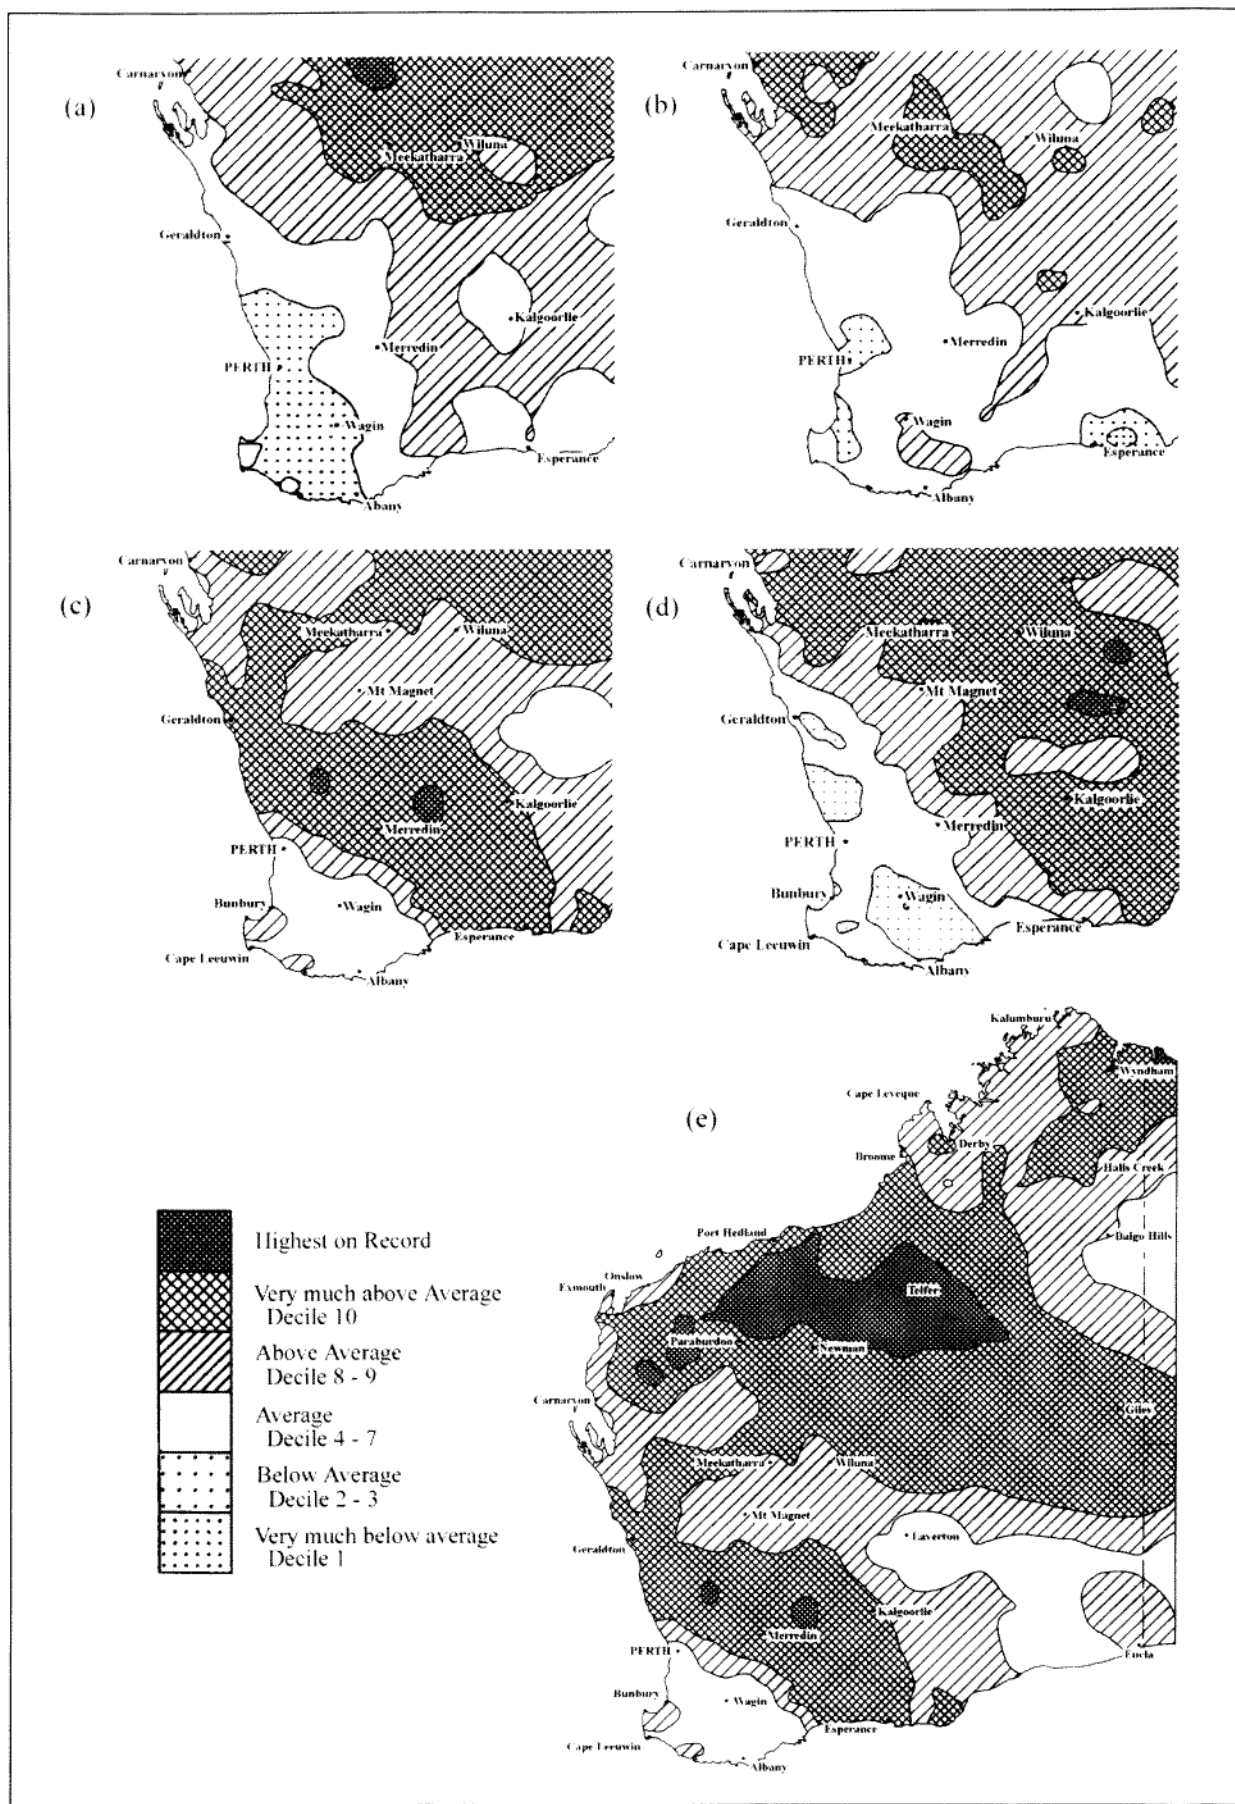 (a)
Carnarvon
Wiluna
Meekatharra
Geraldton
Kalgoorlie
Merredin
PERTH
Wagin
Esperance
Albany
(b)
Carnarvon
Meekatharra
Wiluna
Geraldton
Kalgoorlie
Merredin
PERTH
Wagin
Esperance
Albany
(c)
Carnarvon
Meekatharra
Wiluna
Mt Magnet
Geraldton
Kalgoorlie
Merredin
PERTH
Bunbury
Wagin
Esperance
Cape Leeuwin
Albany
(d)
Carnarvon
Meekatharra
Wiluna
Mt Magnet
Geraldton
Kalgoorlie
Merredin
PERTH
Bunbury
Wagin
Esperance
Cape Leeuwin
Albany
(e)
Kalumburu
Wyndham
Cape Leveque
Derby
Broome
Halls Creek
Balgo Hills
Port Hedland
Onslow
Exmouth
Telfer
Paraburdoo
Newman
Carnarvon
Giles
Meekatharra
Wiluna
Mt Magnet
Laverton
Geraldton
Kalgoorlie
Merredin
PERTH
Eucla
Bunbury
Wagin
Esperance
Cape Leeuwin
Albany
Highest on Record
Very much above Average
Decile 10
Above Average
Decile 8 - 9
Average
Decile 4 - 7
Below Average
Decile 2 - 3
Very much below average
Decile 1